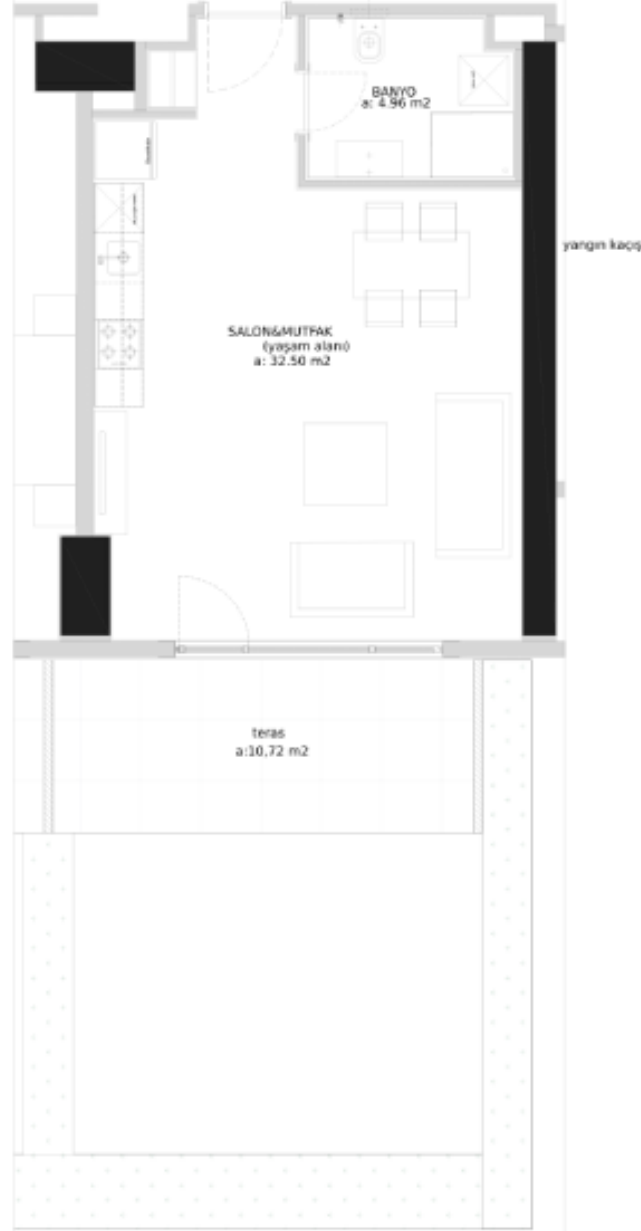 BANYO
a: 4.96 m2
yangın kaçış
SALON&MUTFAK
(yaşam alanı)
a: 32.50 m2
teras
a:10,72 m2